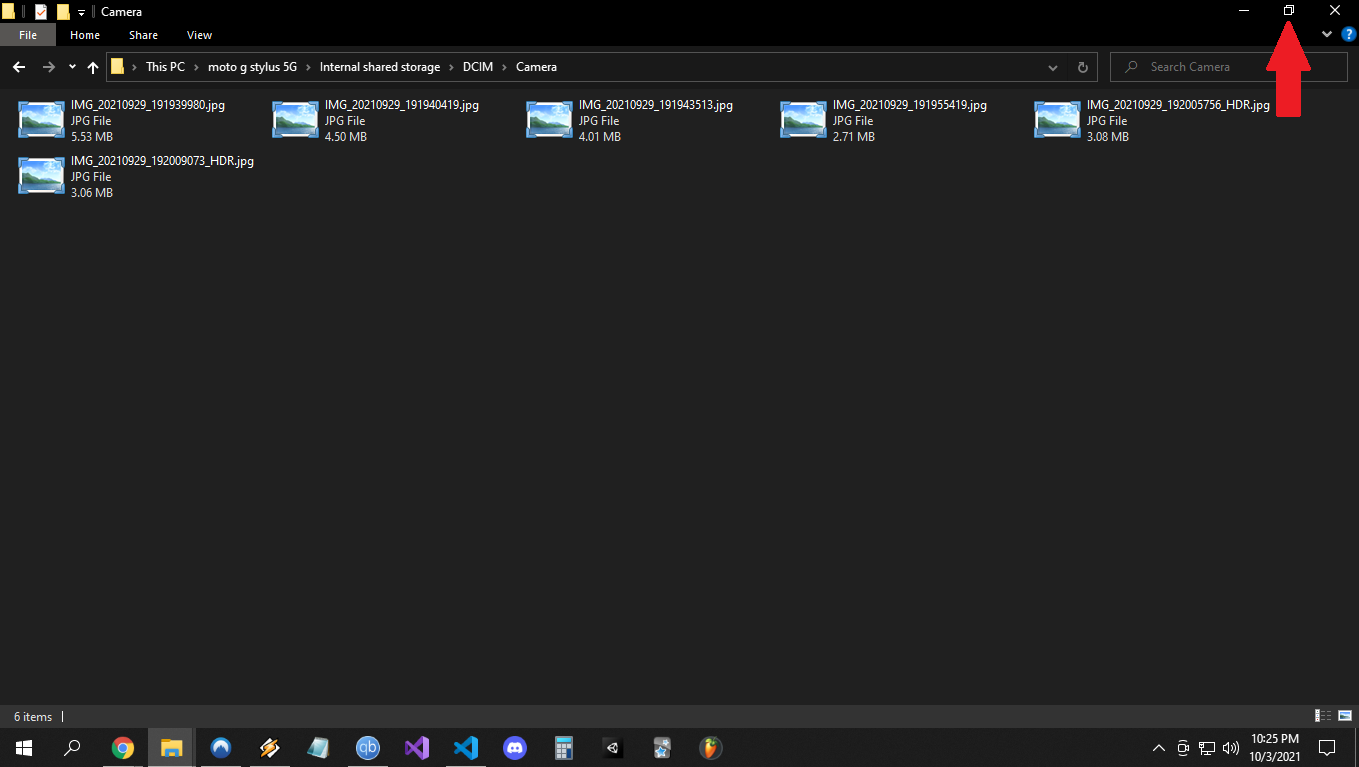 Camera
File Home Share View
This PC moto g stylus 5G Internal shared storage DCIM Camera
Search Camera
IMG_20210929_191939980.jpg
JPG File
5.53 MB
IMG_20210929_191940419.jpg
JPG File
4.50 MB
IMG_20210929_191943513.jpg
JPG File
4.01 MB
IMG_20210929_191955419.jpg
JPG File
2.71 MB
IMG_20210929_192005756_HDR.jpg
JPG File
3.08 MB
IMG_20210929_192009073_HDR.jpg
JPG File
3.06 MB
6 items
qb
10:25 PM
10/3/2021